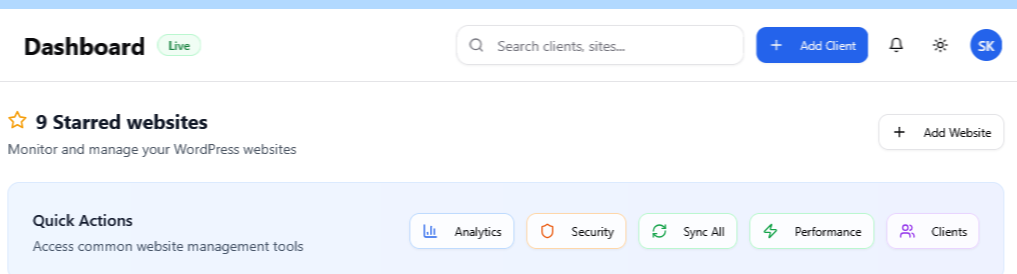 Dashboard Live Search clients, sites... Add Client SK
9 Starred websites
Monitor and manage your WordPress websites
Add Website
Quick Actions
Access common website management tools
Analytics Security Sync All Performance Clients